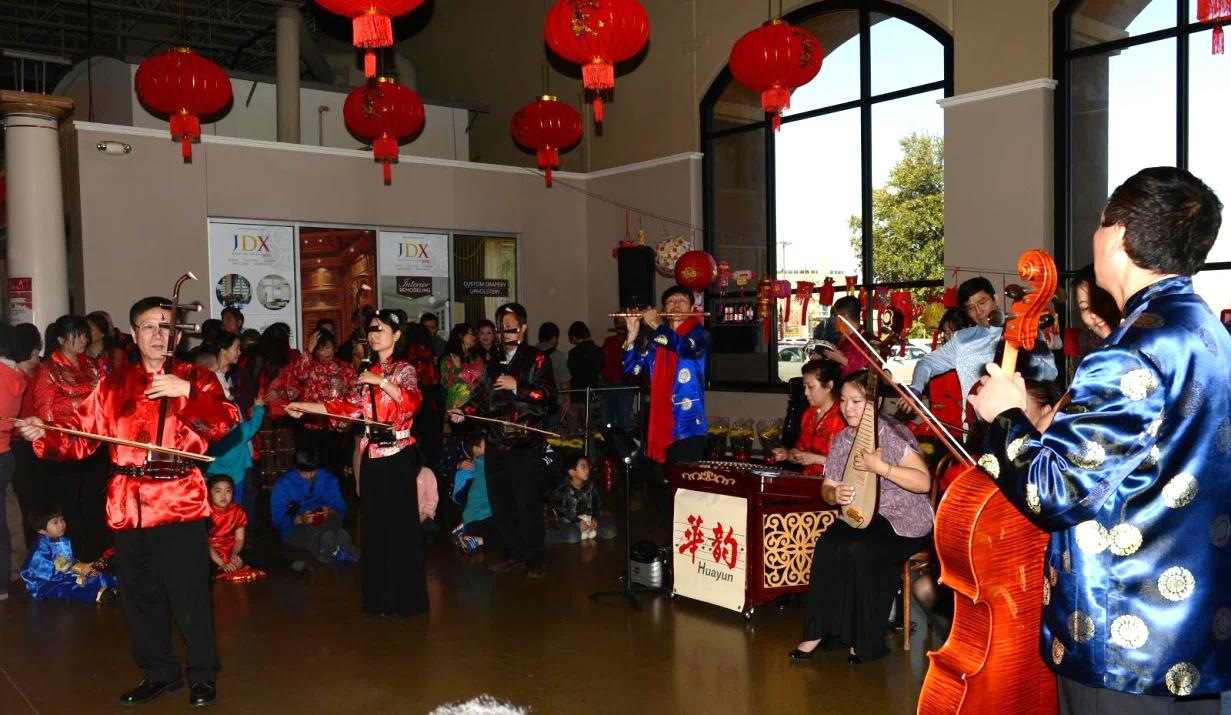 JDX
JDX
Interior
REMODELING
CUSTOM DRAPERY
UPHOLSTERY
華韵
Huayun